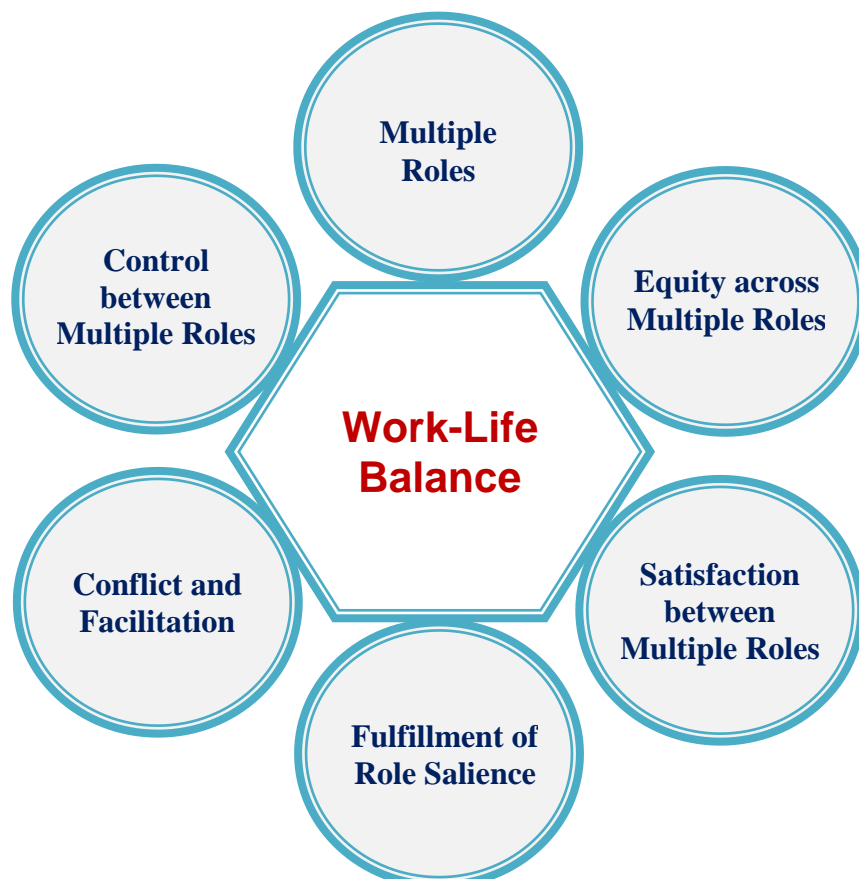 Multiple
Roles
Control
between
Multiple Roles
Equity across
Multiple Roles
Work-Life
Balance
Conflict and
Facilitation
Satisfaction
between
Multiple Roles
Fulfillment of
Role Salience